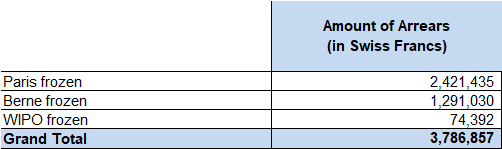 Amount of Arrears
(in Swiss Francs)
Paris frozen 2,421,435
Berne frozen 1,291,030
WIPO frozen 74,392
Grand Total 3,786,857